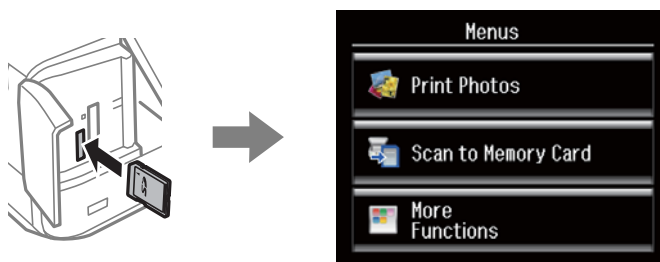 Menus
Print Photos
Scan to Memory Card
More
Functions